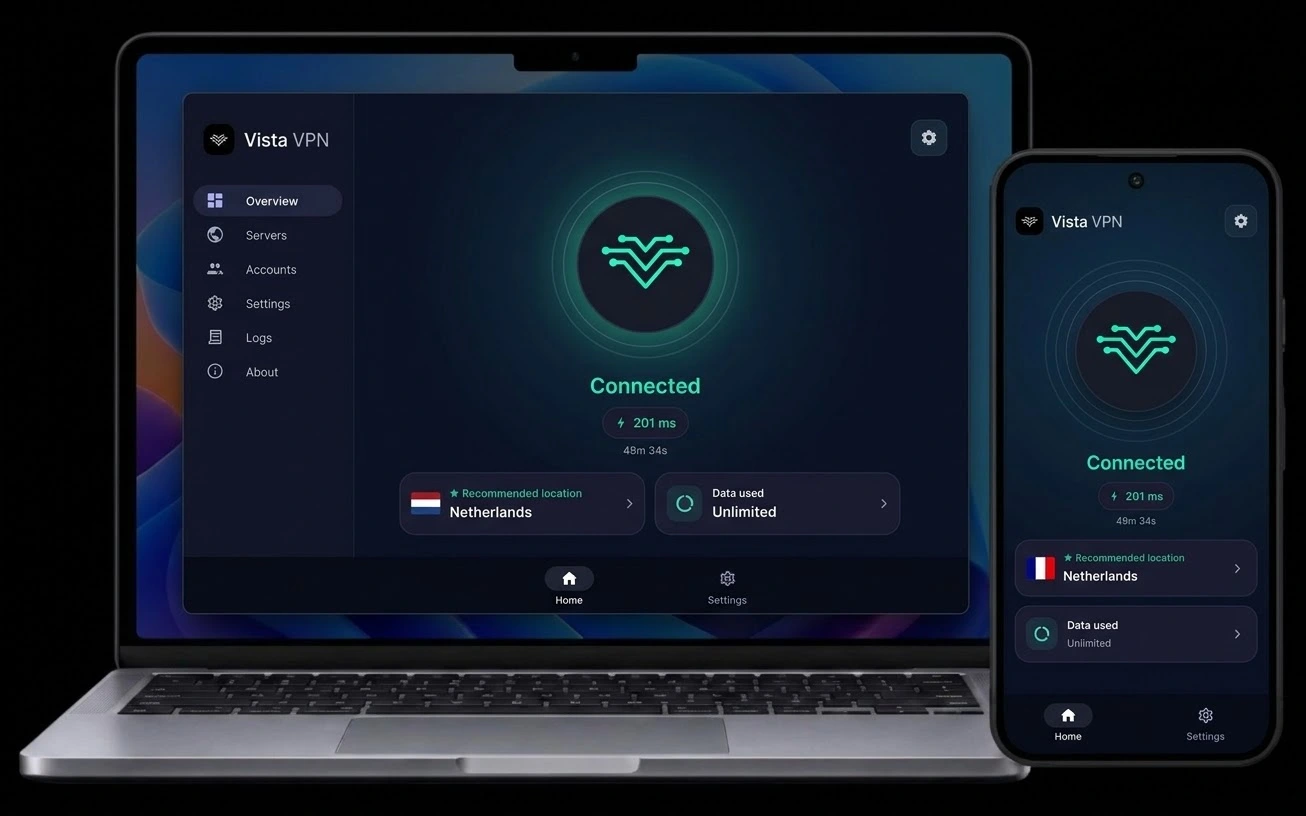 Vista VPN
Overview
Servers
Accounts
Settings
Logs
About
Connected
201 ms
48m 34s
Recommended location
Netherlands
Data used
Unlimited
Home
Settings
Vista VPN
Connected
201 ms
49m 34s
Recommended location
Netherlands
Data used
Unlimited
Home
Settings